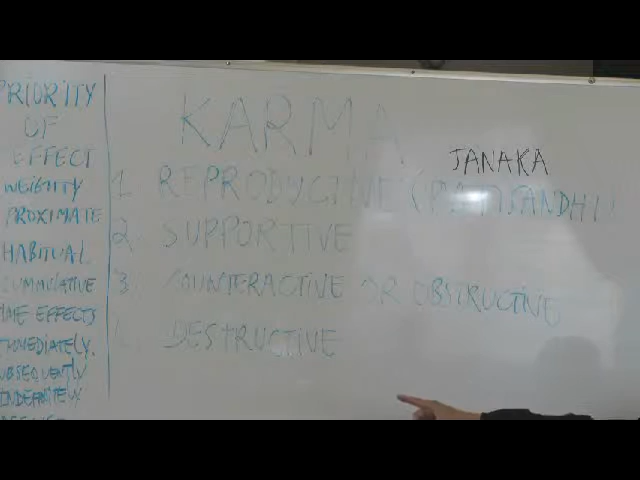 PRIORITY
OF
EFFECT
WEIGHTY
PROXIMATE
HABITUAL
CUMMULATIVE
TIME EFFECTS
IMMEDIATELY.
SUBSEQUENTLY
INDEFINITELY
KARMA
JANAKA
1 REPRODUCTIVE (PATISANDHI)
2 SUPPORTIVE
3 COUNTERACTIVE OR OBSTRUCTIVE
DESTRUCTIVE